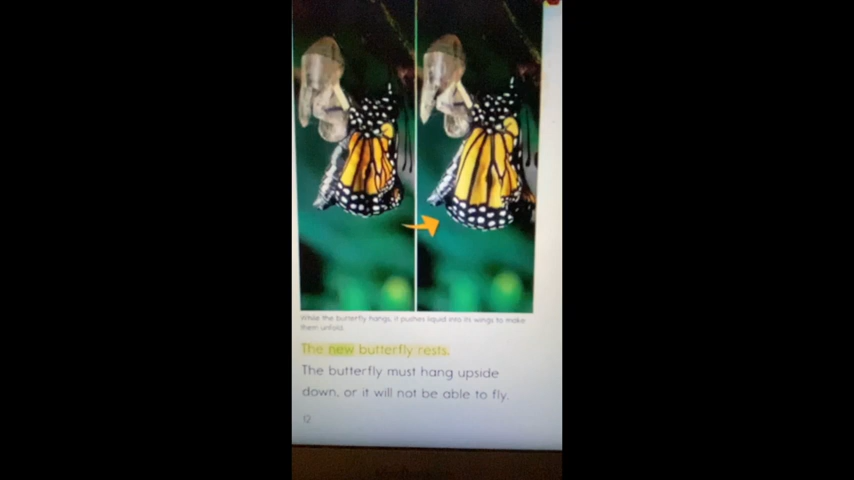 While the butterfly hangs, it pushes liquid into its wings to make
them unfold.
The new butterfly rests.
The butterfly must hang upside
down, or it will not be able to fly.
12